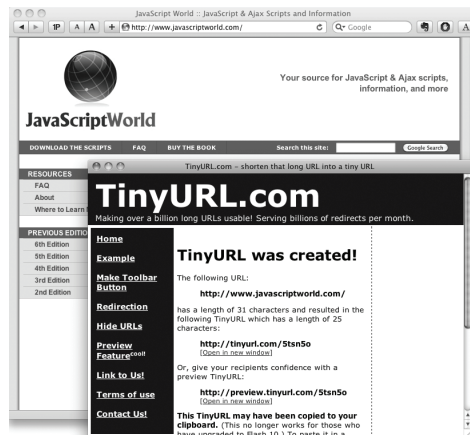 JavaScript World :: JavaScript & Ajax Scripts and Information
1P A A + http://www.javascriptworld.com/ Google A
Your source for JavaScript & Ajax scripts,
information, and more
JavaScriptWorld
DOWNLOAD THE SCRIPTS FAQ BUY THE BOOK Search this site: Google Search
RESOURCES
FAQ
About
Where to Learn
PREVIOUS EDITIO
6th Edition
5th Edition
4th Edition
3rd Edition
2nd Edition
TinyURL.com – shorten that long URL into a tiny URL
TinyURL.com
Making over a billion long URLs usable! Serving billions of redirects per month.
Home
Example
Make Toolbar
Button
Redirection
Hide URLs
Preview
Feature cool!
Link to Us!
Terms of use
Contact Us!
TinyURL was created!
The following URL:
http://www.javascriptworld.com/
has a length of 31 characters and resulted in the
following TinyURL which has a length of 25
characters:
http://tinyurl.com/5tsn5o
[Open in new window]
Or, give your recipients confidence with a
preview TinyURL:
http://preview.tinyurl.com/5tsn5o
[Open in new window]
This TinyURL may have been copied to your
clipboard. (This no longer works for those who
have upgraded to Flash 10.) To paste it in a